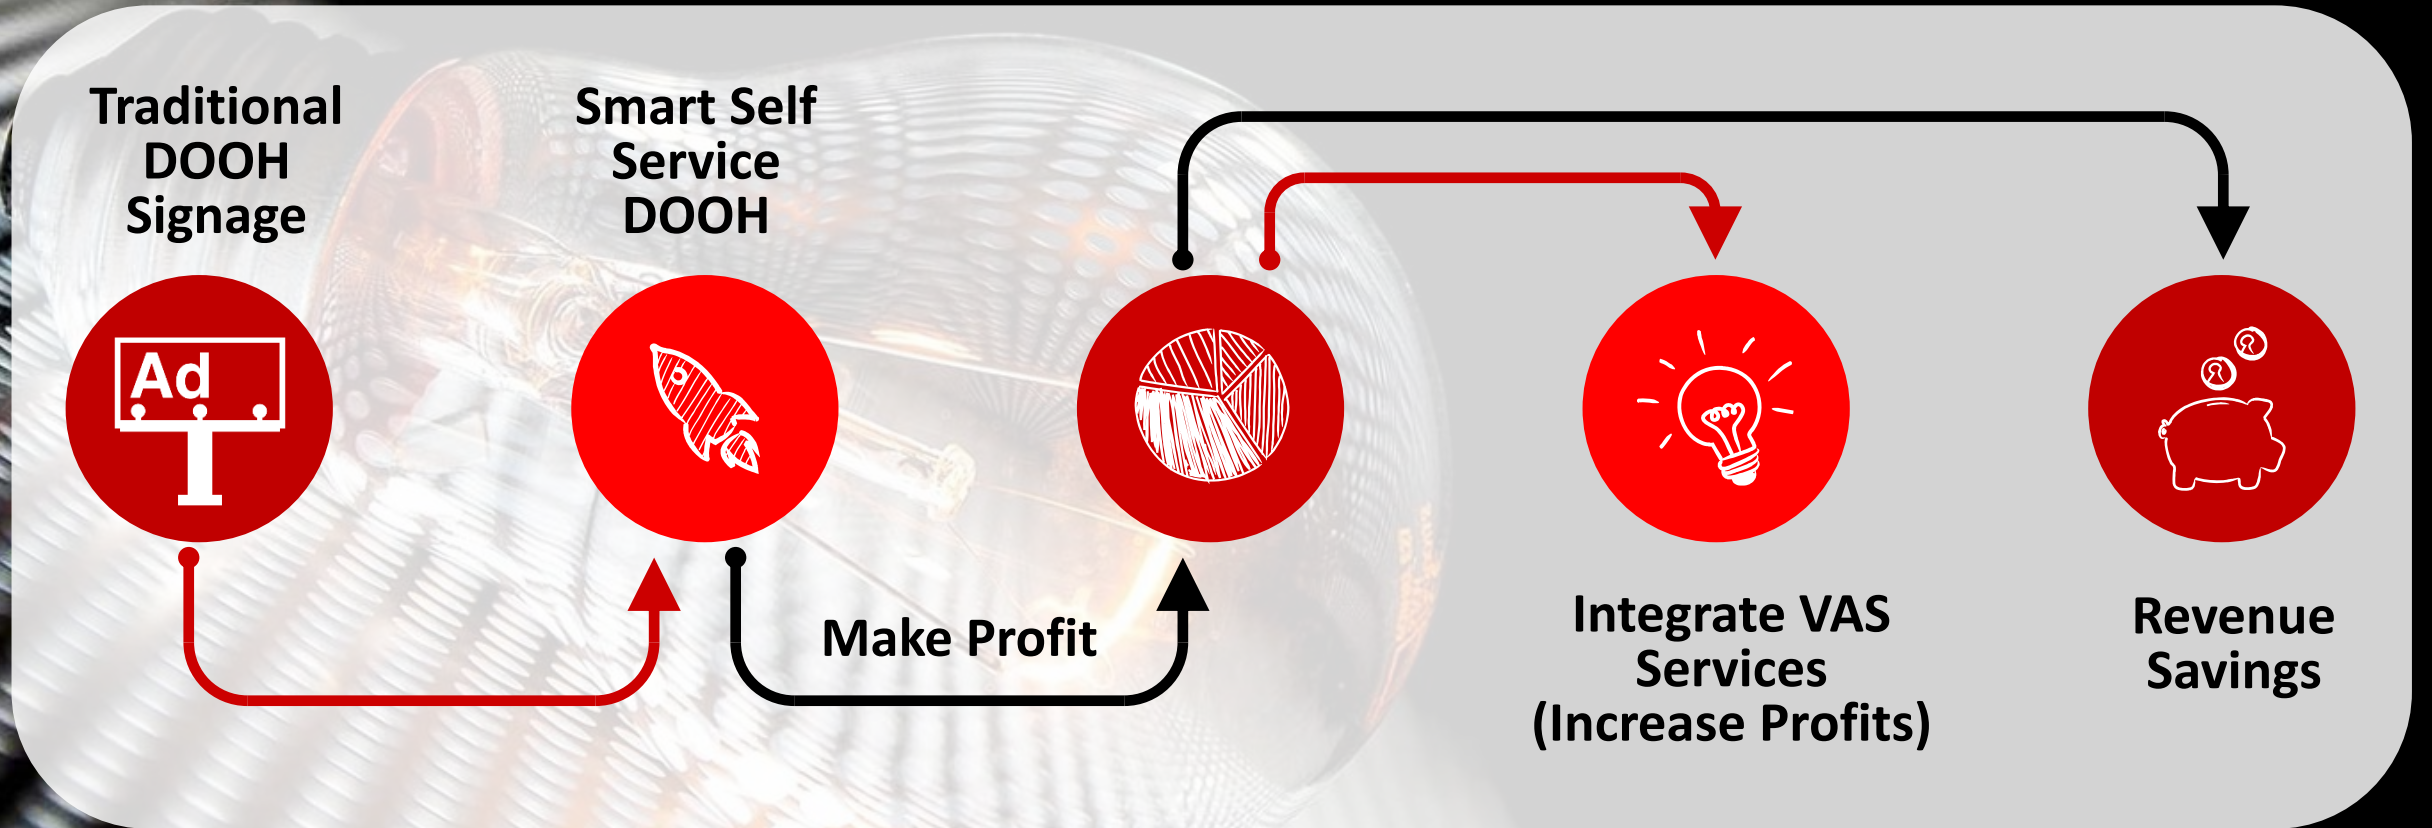 Traditional
DOOH
Signage
Smart Self
Service
DOOH
Ad
Make Profit
Integrate VAS
Services
(Increase Profits)
Revenue
Savings